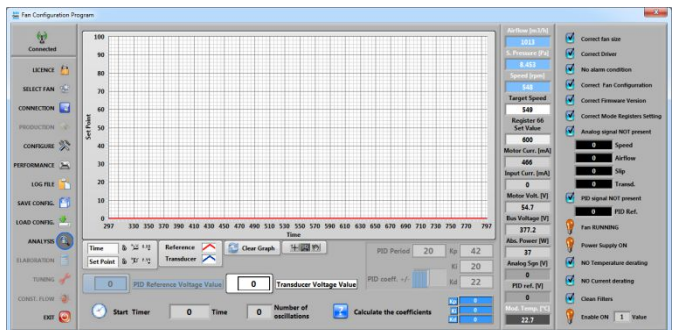 Fan Configuration Program
Connected
LICENCE
SELECT FAN
CONNECTION
PRODUCTION
CONFIGURE
PERFORMANCE
LOG FILE
SAVE CONFIG.
LOAD CONFIG.
ANALYSIS
ELABORATION
TUNING
CONST. FLOW
EXIT
Set Point
100
90
80
70
60
50
40
30
20
10
0
297 330 350 370 390 410 430 450 470 490 510 530 550 570 590 610 630 650 670 690 710 730 750 770 797
Time
Time
Set Point
Reference
Transducer
Clear Graph
PID Period 20
PID coeff. +/-
Kp 42
Ki 20
Kd 22
0 PID Reference Voltage Value
0 Transducer Voltage Value
Start Timer 0 Time
0 Number of oscillations
Calculate the coefficients
Kp 0
Ki 0
Kd 0
Airflow [m3/h]
1013
S. Pressure [Pa]
8.453
Speed [rpm]
548
Target Speed
549
Register 66
Set Value
600
Motor Curr. [mA]
466
Input Curr. [mA]
0
Motor Volt. [V]
54.7
Bus Voltage [V]
377.2
Abs. Power [W]
37
Analog Sgn [V]
0
PID ref. [V]
0
Mod. Temp. [°C]
22.7
Correct fan size
Correct Driver
No alarm condition
Correct Fan Configuration
Correct Firmware Version
Correct Mode Registers Setting
Analog signal NOT present
0 Speed
0 Airflow
0 Slip
0 Transd.
PID signal NOT present
0 PID Ref.
Fan RUNNING
Power Supply ON
NO Temperature derating
NO Current derating
Clean Filters
Enable ON 1 Value